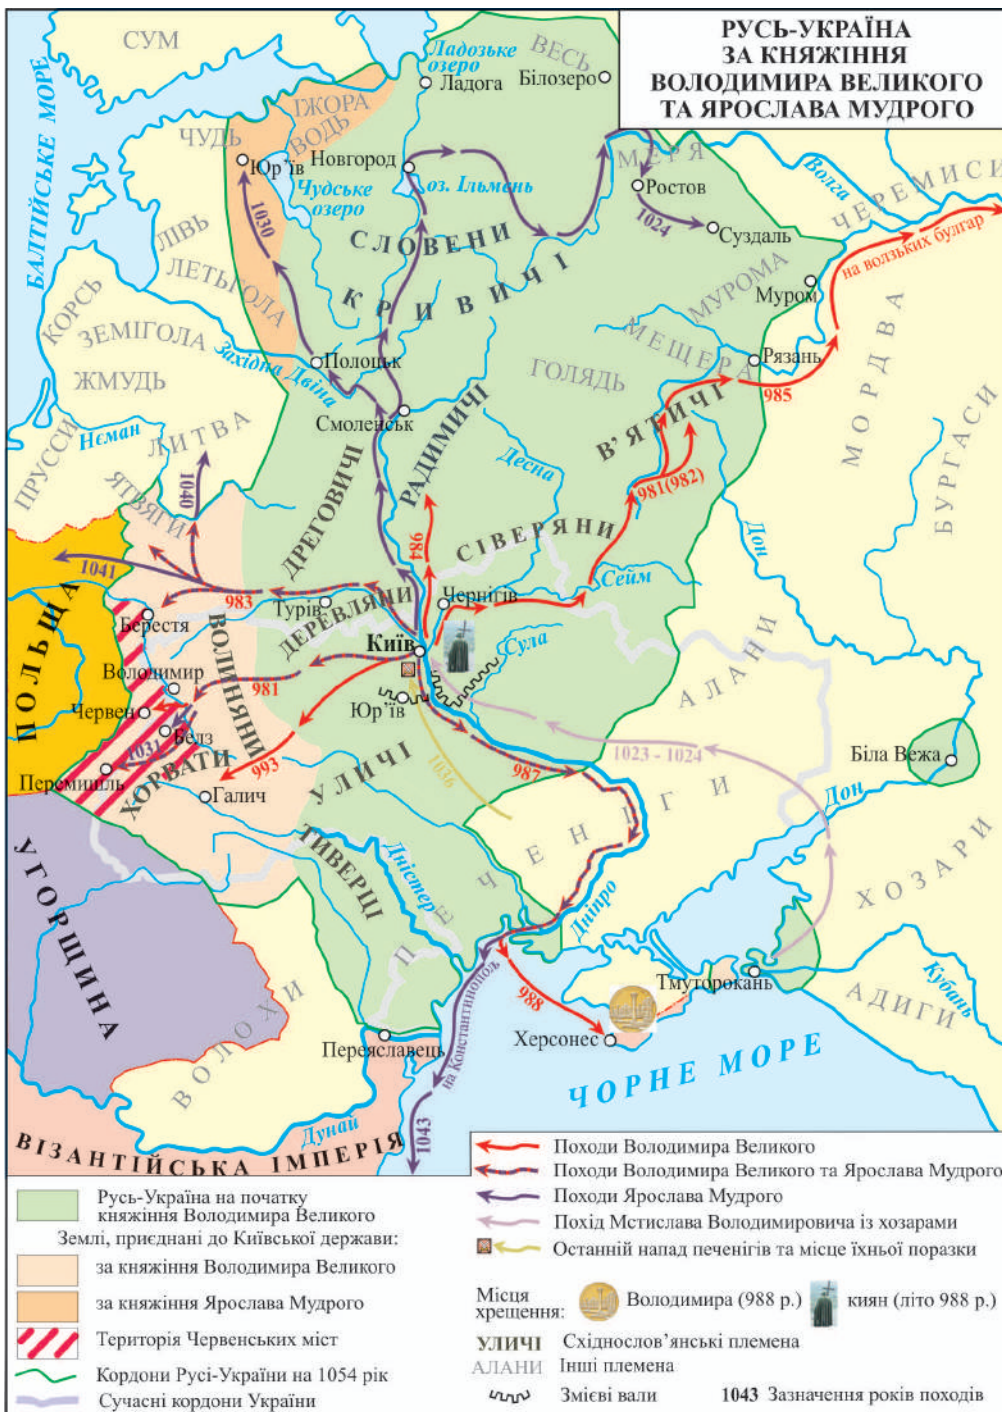 РУСЬ-УКРАЇНА
ЗА КНЯЖІННЯ
ВОЛОДИМИРА ВЕЛИКОГО
ТА ЯРОСЛАВА МУДРОГО
СУМ
Ладозьке
озеро
Ладога
ВЕСЬ
Білозеро
БАЛТІЙСЬКЕ МОРЕ
ІЖОРА
ВОДЬ
ЧУДЬ
Юр’їв
Новгород
Чудське
озеро
оз. Ільмень
МЕРЯ
Ростов
1024
Суздаль
Волга
ЧЕРЕМИСИ
1030
ЛІВЬ
СЛОВЕНИ
на волзьких булгар
ЛЕТЬГОЛА
КРИВИЧІ
МУРОМА
Муром
КОРСЬ
ЗЕМІГОЛА
МЕЩЕРА
Рязань
МОРДВА
ЖМУДЬ
Західна Двіна
Полоцьк
ГОЛЯДЬ
985
Смоленськ
РАДИМИЧІ
В’ЯТИЧІ
Нєман
ЛИТВА
ПРУССИ
БУРГАСИ
Десна
981(982)
1040
ЯТВЯГИ
ДРЕГОВИЧІ
984
СІВЕРЯНИ
Дон
1041
983
Турів
ДЕРЕВЛЯНИ
Чернігів
Сейм
ПОЛЬЩА
Берестя
Київ
Сула
ВОЛИНЯНИ
Володимир
981
АЛАНИ
Червен
Юр’їв
Белз
1031
993
1036
987
1023 - 1024
Біла Вежа
Перемишль
ХОРВАТИ
Галич
УЛИЧІ
Дон
ПЕЧЕНІГИ
ТИВЕРЦІ
Дністер
ХОЗАРИ
УГОРЩИНА
Дніпро
988
Тмуторокань
Кубань
АДИГИ
ВОЛОХИ
на Константинополь
Херсонес
Переяславець
ЧОРНЕ МОРЕ
1043
Дунай
ВІЗАНТІЙСЬКА ІМПЕРІЯ
Русь-Україна на початку
княжіння Володимира Великого
Землі, приєднані до Київської держави:
за княжіння Володимира Великого
за княжіння Ярослава Мудрого
Територія Червенських міст
Кордони Русі-України на 1054 рік
Сучасні кордони України
Походи Володимира Великого
Походи Володимира Великого та Ярослава Мудрого
Походи Ярослава Мудрого
Похід Мстислава Володимировича із хозарами
Останній напад печенігів та місце їхньої поразки
Місця
хрещення:
Володимира (988 р.)
киян (літо 988 р.)
УЛИЧІ Східнослов’янські племена
АЛАНИ Інші племена
Змієві вали
1043 Зазначення років походів